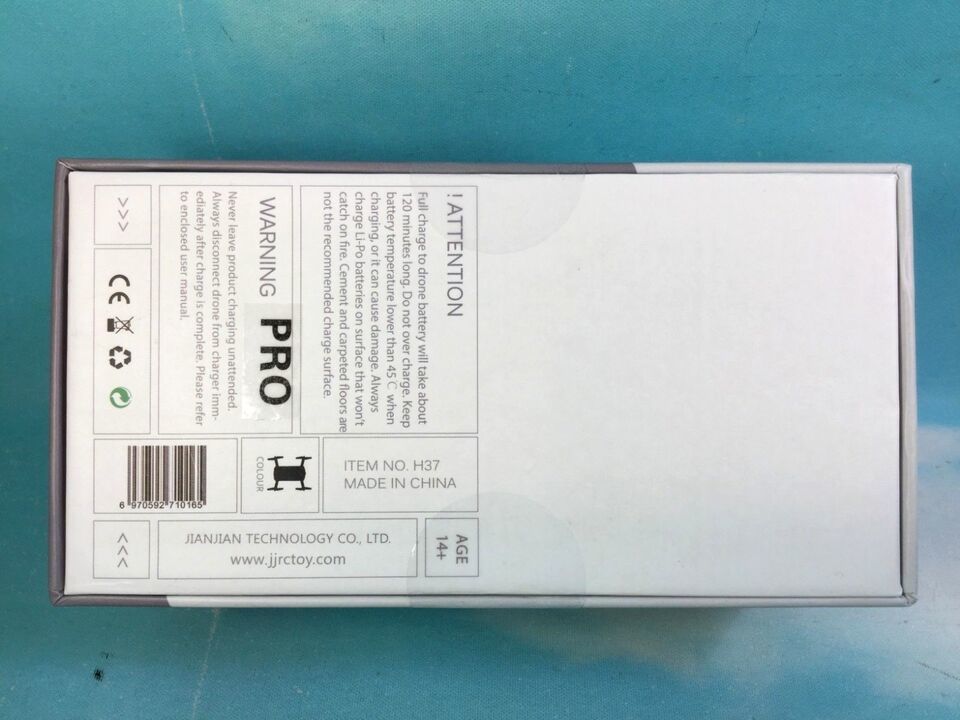 ! ATTENTION
Full charge to drone battery will take about
120 minutes long. Do not over charge. Keep
battery temperature lower than 45℃ when
charging, or it can cause damage. Always
charge Li-Po batteries on surface that won't
catch on fire. Cement and carpeted floors are
not the recommended charge surface.
WARNING PRO
Never leave product charging unattended.
Always disconnect drone from charger imm-
ediately after charge is complete. Please refer
to enclosed user manual.
>>>
CE
ITEM NO. H37
MADE IN CHINA
COLOUR
6 970592 710165
AGE
14+
JIANJIAN TECHNOLOGY CO., LTD.
www.jjrctoy.com
<<<